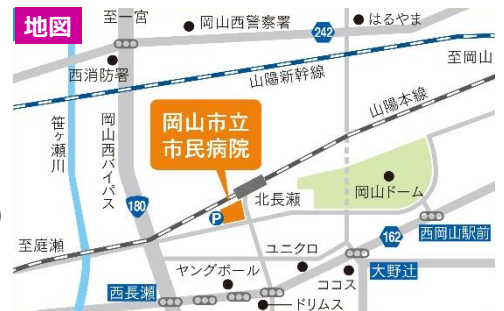 地図
至一宮
岡山西警察署
はるやま
242
西消防署
至岡山
山陽新幹線
山陽本線
笹ヶ瀬川
岡山西バイパス
岡山市立
市民病院
180
北長瀬
岡山ドーム
P
西岡山駅前
162
至庭瀬
ユニクロ
大野辻
ヤングボール
ココス
西長瀬
ドリムス